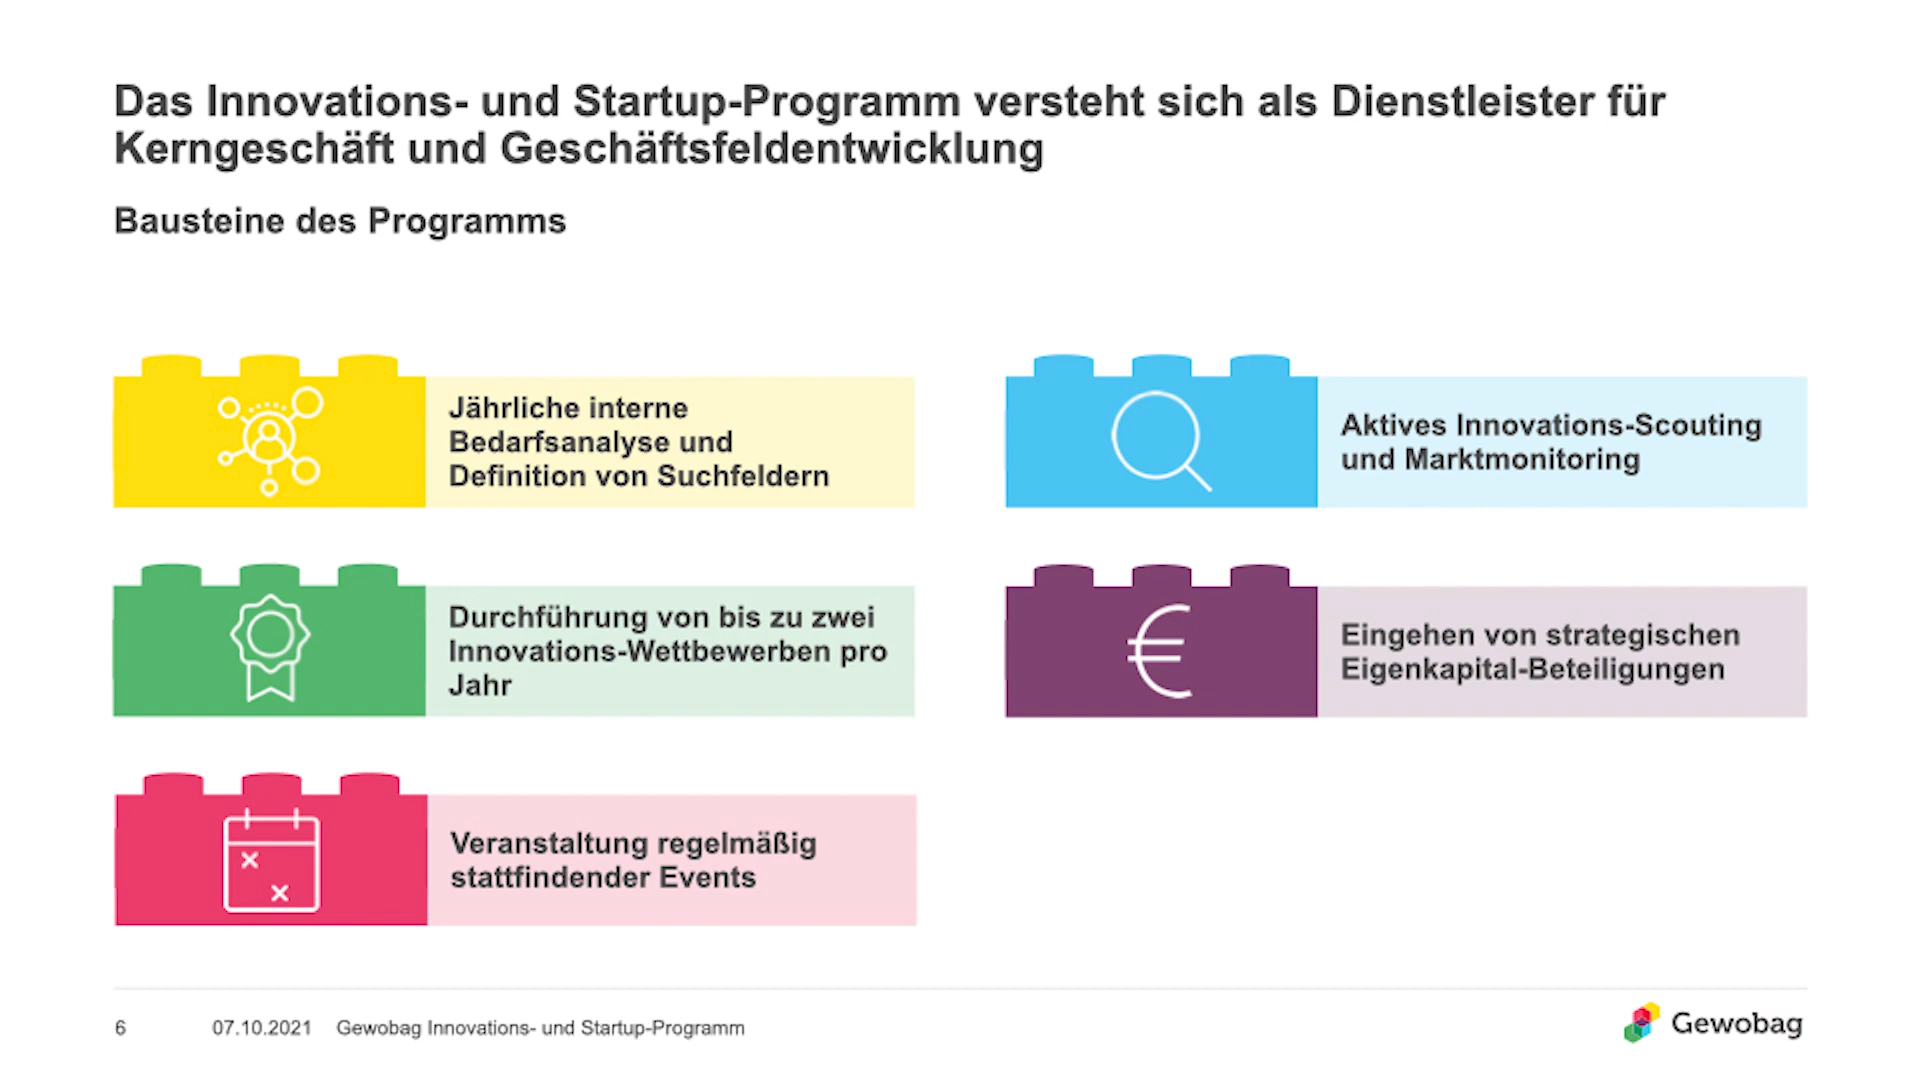 Das Innovations- und Startup-Programm versteht sich als Dienstleister für
Kerngeschäft und Geschäftsfeldentwicklung
Bausteine des Programms
Jährliche interne
Bedarfsanalyse und
Definition von Suchfeldern
Aktives Innovations-Scouting
und Marktmonitoring
Durchführung von bis zu zwei
Innovations-Wettbewerben pro
Jahr
Eingehen von strategischen
Eigenkapital-Beteiligungen
Veranstaltung regelmäßig
stattfindender Events
6 07.10.2021 Gewobag Innovations- und Startup-Programm
Gewobag